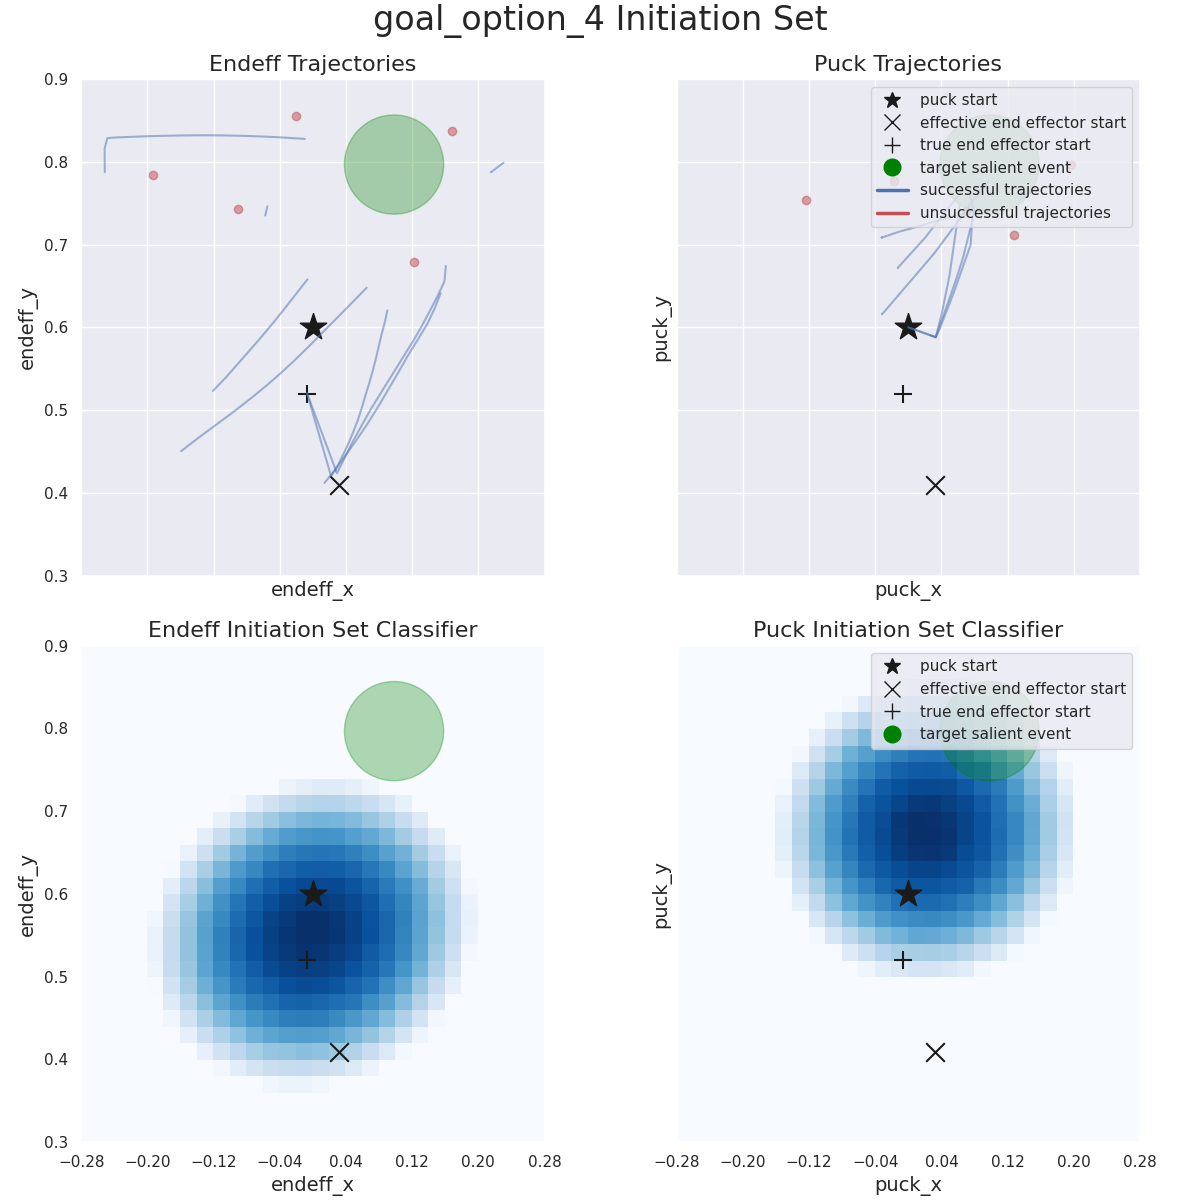 goal_option_4 Initiation Set
Endeff Trajectories
0.9
0.8
0.7
0.6
0.5
0.4
0.3
endeff_y
endeff_x
Puck Trajectories
puck start
effective end effector start
true end effector start
target salient event
successful trajectories
unsuccessful trajectories
puck_y
puck_x
Endeff Initiation Set Classifier
0.9
0.8
0.7
0.6
0.5
0.4
0.3
endeff_y
−0.28 −0.20 −0.12 −0.04 0.04 0.12 0.20 0.28
endeff_x
Puck Initiation Set Classifier
puck start
effective end effector start
true end effector start
target salient event
puck_y
−0.28 −0.20 −0.12 −0.04 0.04 0.12 0.20 0.28
puck_x